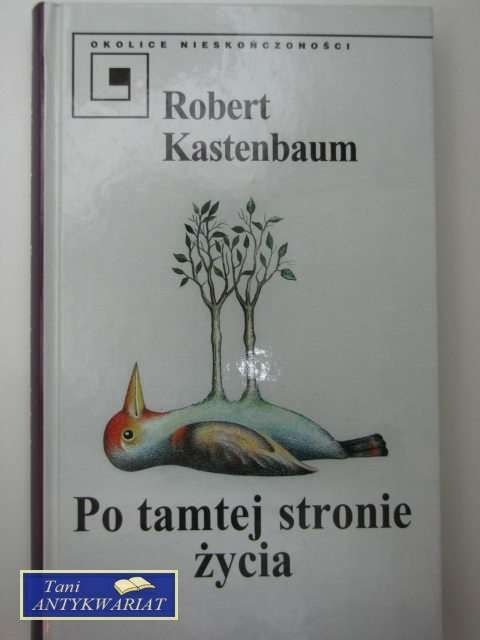 OKOLICE NIESKOŃCZONOŚCI
Robert
Kastenbaum
Po tamtej stronie
życia
Tani
ANTYKWARIAT